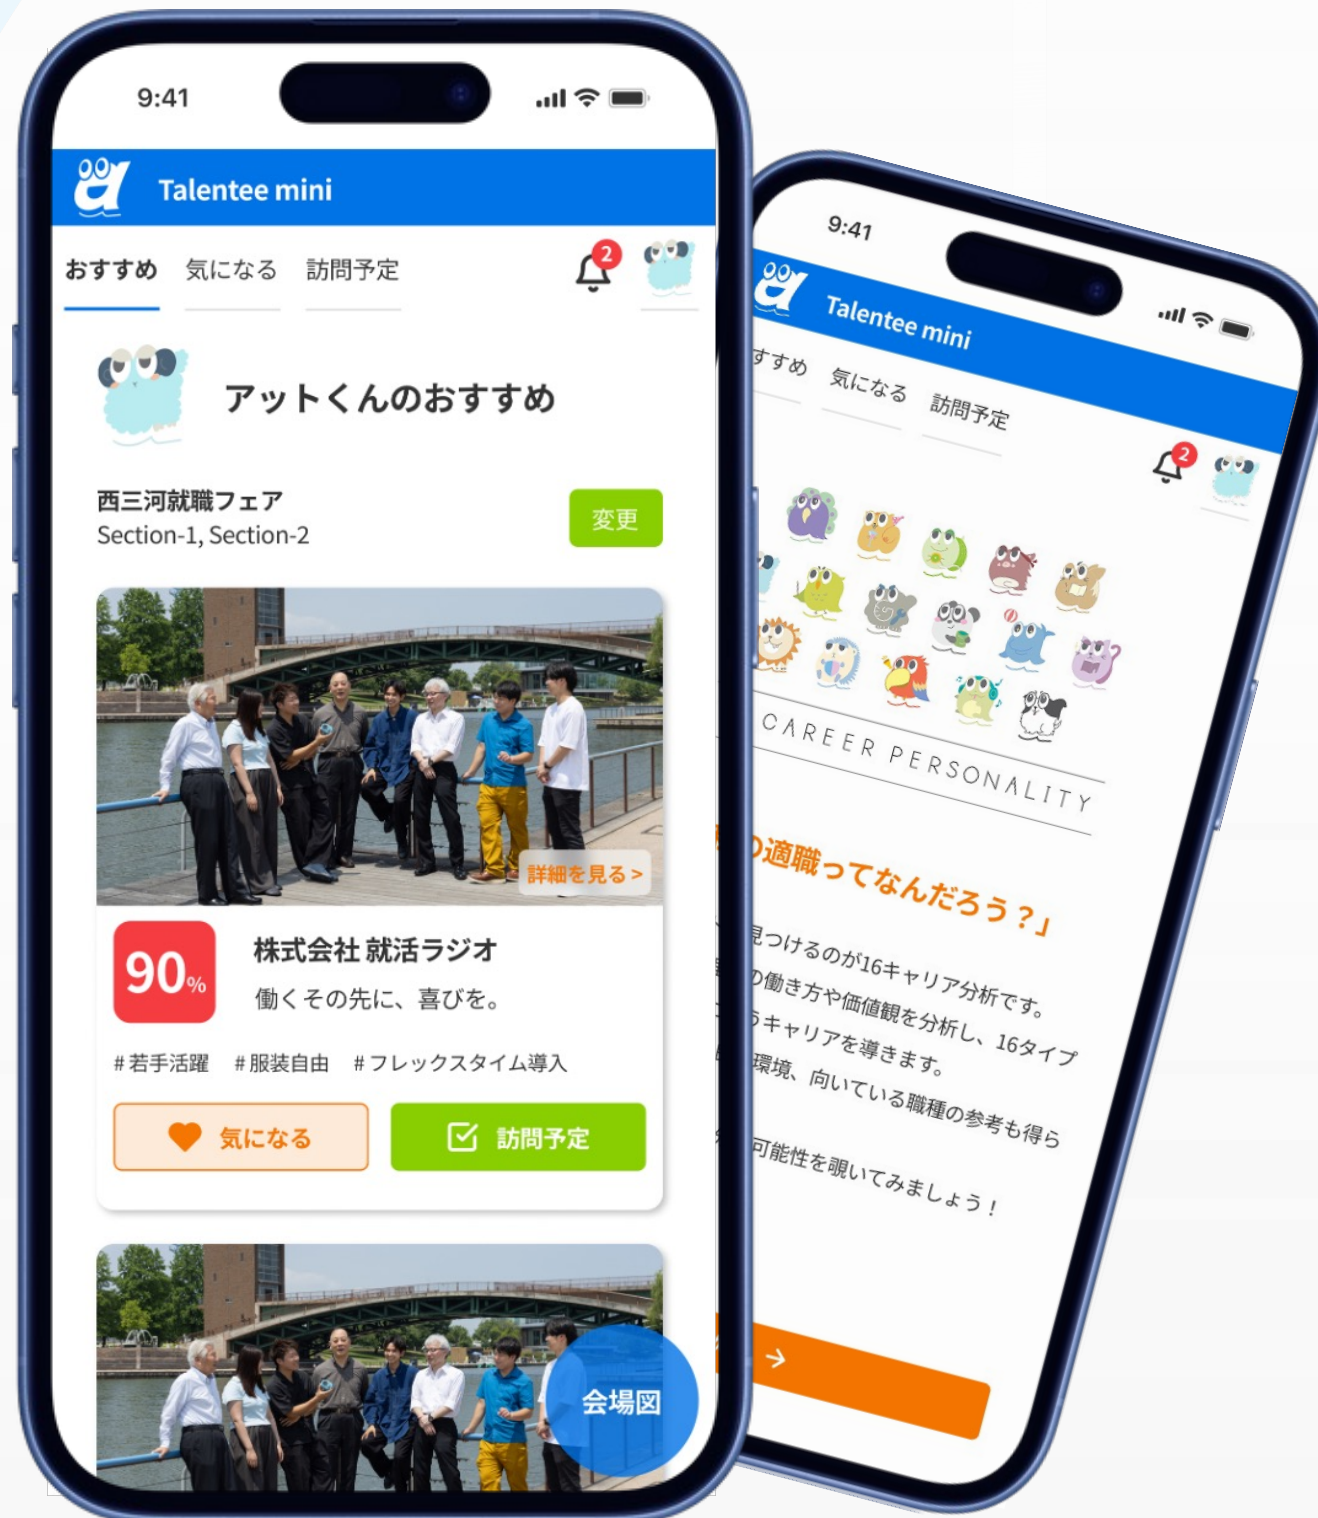 9:41
Talentee mini
おすすめ 気になる 訪問予定
2
アットくんのおすすめ
西三河就職フェア
Section-1, Section-2
変更
詳細を見る >
90%
株式会社 就活ラジオ
働くその先に、喜びを。
#若手活躍 #服装自由 #フレックスタイム導入
気になる
訪問予定
会場図
9:41
Talentee mini
すすめ 気になる 訪問予定
2
CAREER PERSONALITY
の適職ってなんだろう？」
見つけるのが16キャリア分析です。
の働き方や価値観を分析し、16タイプ
うキャリアを導きます。
環境、向いている職種の参考も得ら
可能性を覗いてみましょう！